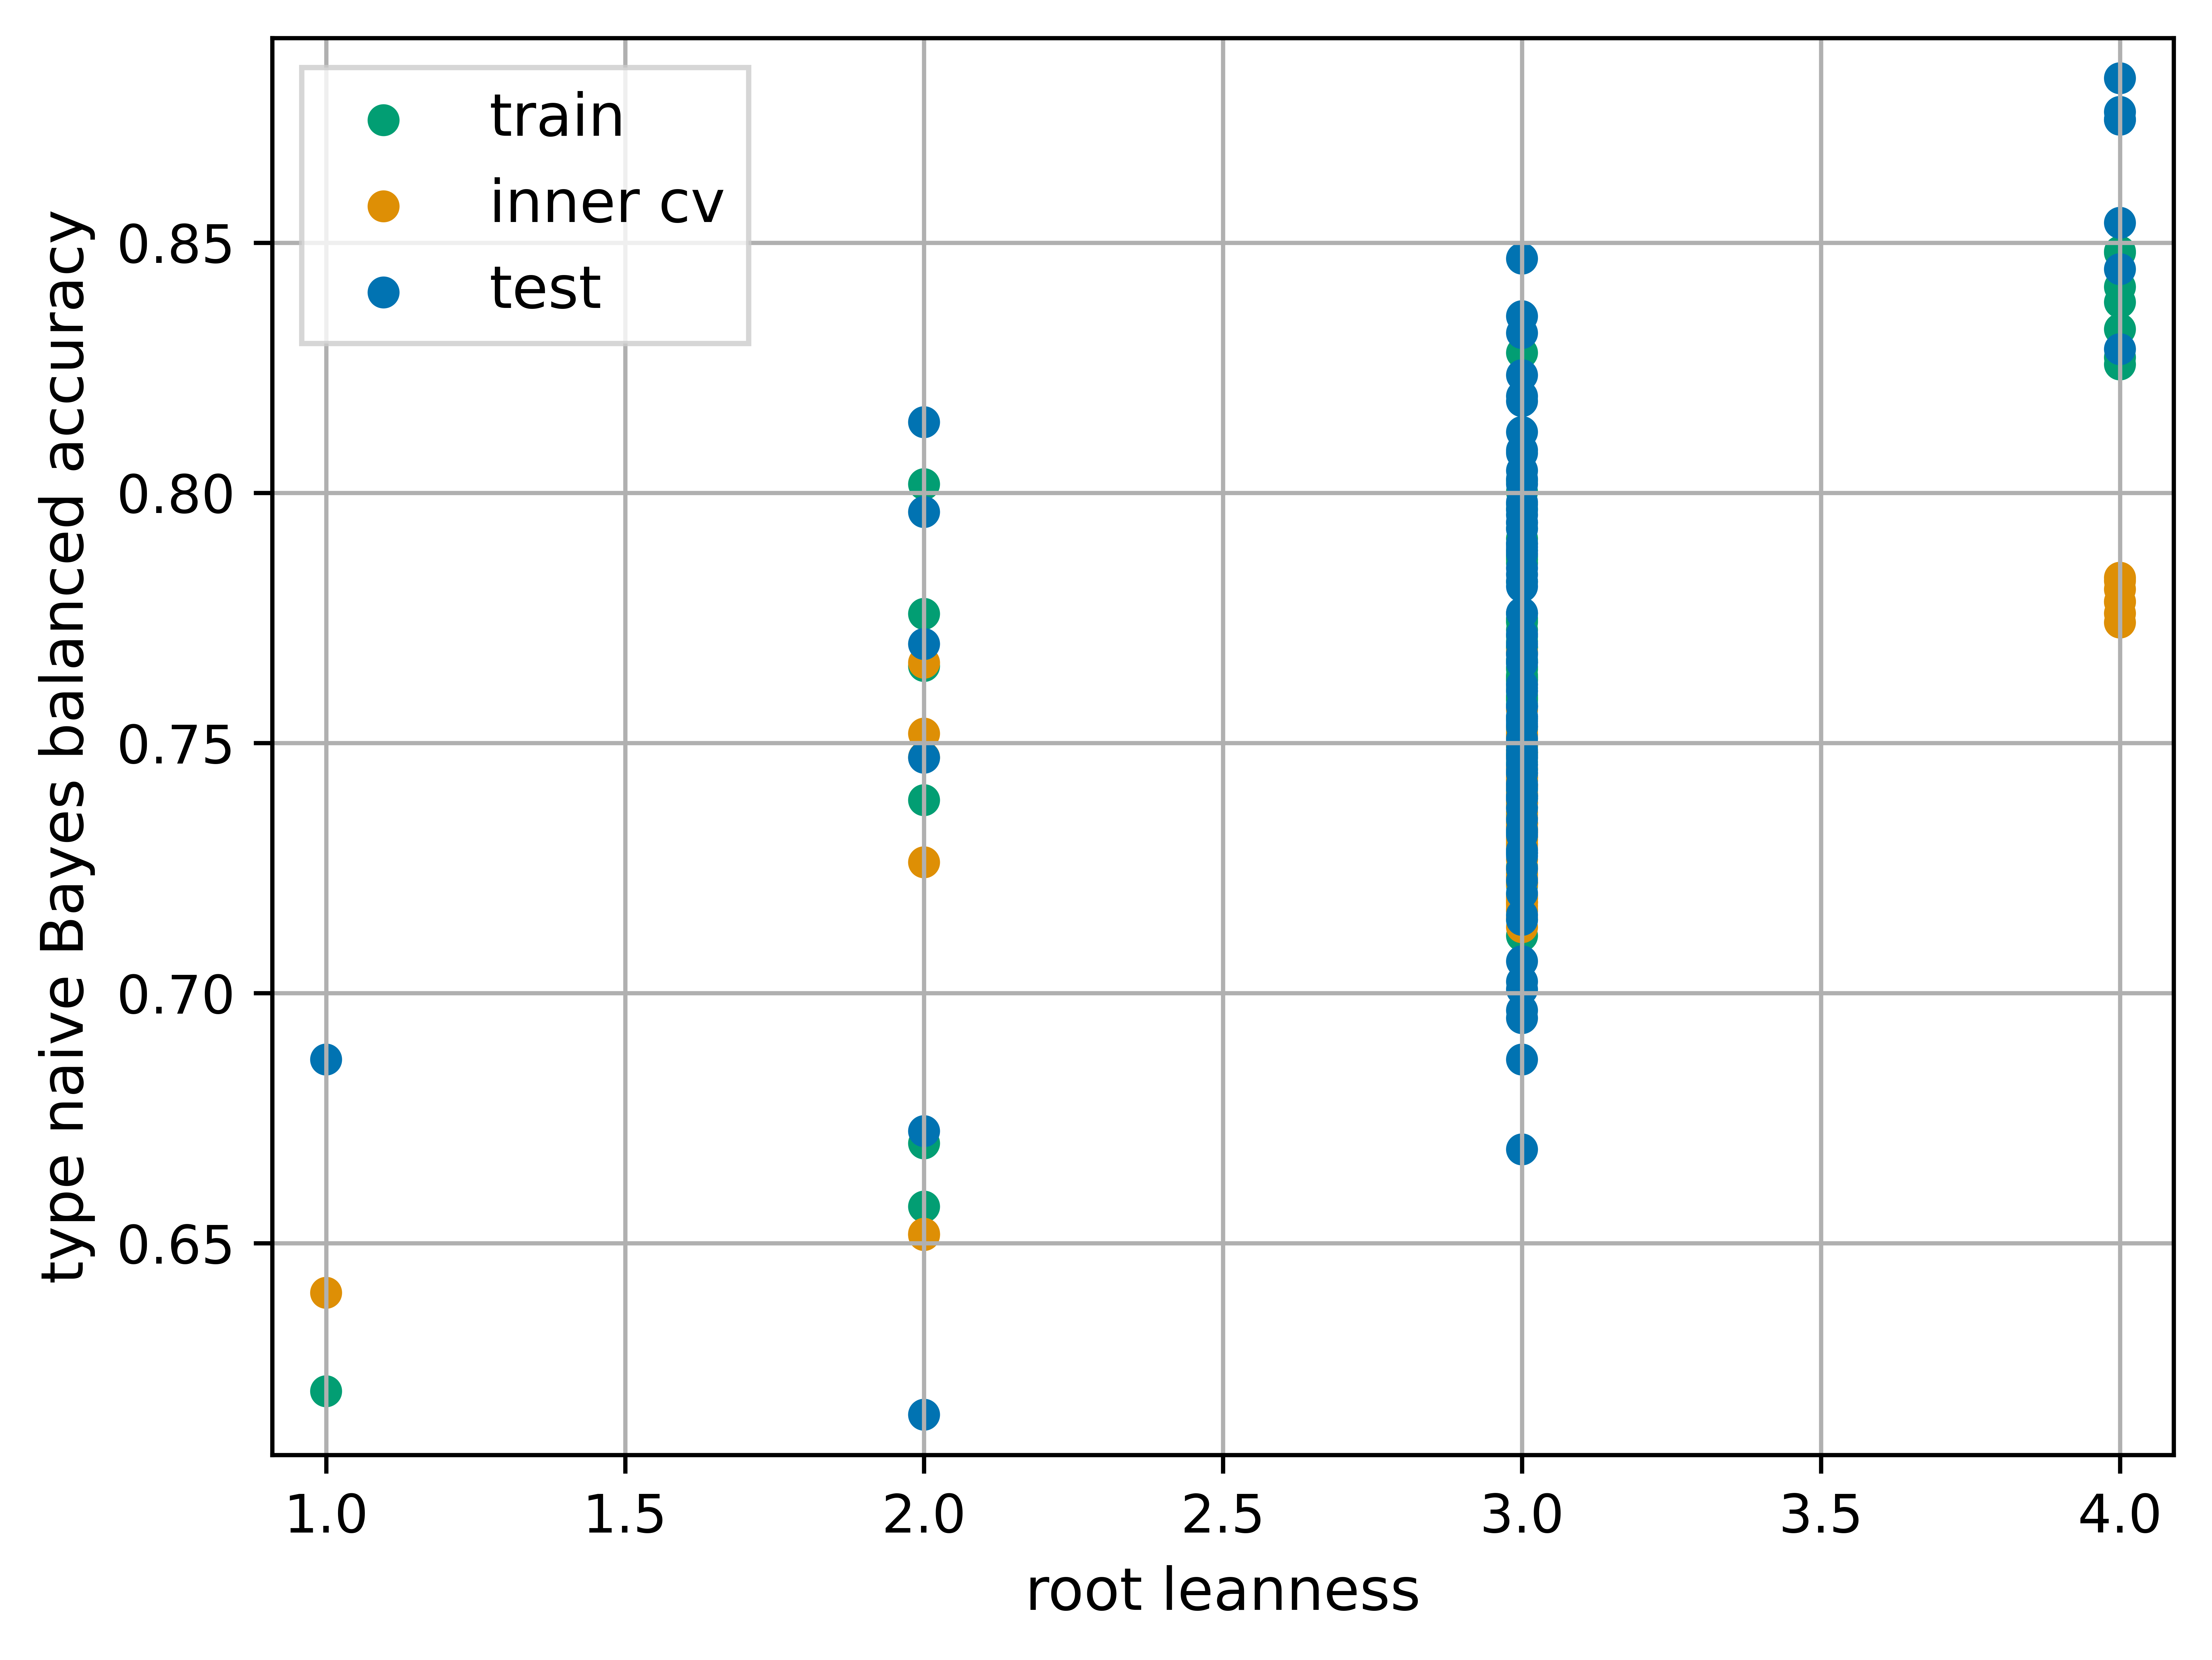 train
inner cv
test
0.85
0.80
0.75
0.70
0.65
type naive Bayes balanced accuracy
1.0 1.5 2.0 2.5 3.0 3.5 4.0
root leanness